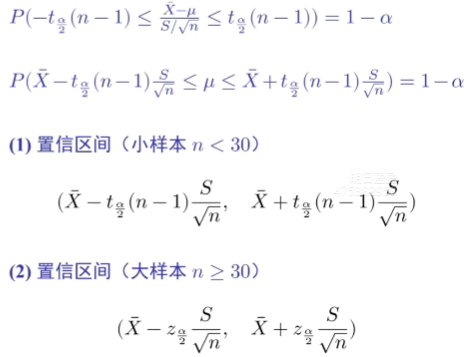 $P(-t_{\frac{\alpha}{2}}(n-1) \leq \frac{\bar{X}-\mu}{S/\sqrt{n}} \leq t_{\frac{\alpha}{2}}(n-1)) = 1-\alpha$
$P(\bar{X}-t_{\frac{\alpha}{2}}(n-1)\frac{S}{\sqrt{n}} \leq \mu \leq \bar{X}+t_{\frac{\alpha}{2}}(n-1)\frac{S}{\sqrt{n}}) = 1-\alpha$
(1) 置信区间（小样本 $n < 30$）
$(\bar{X}-t_{\frac{\alpha}{2}}(n-1)\frac{S}{\sqrt{n}}, \quad \bar{X}+t_{\frac{\alpha}{2}}(n-1)\frac{S}{\sqrt{n}})$
(2) 置信区间（大样本 $n \geq 30$）
$(\bar{X}-z_{\frac{\alpha}{2}}\frac{S}{\sqrt{n}}, \quad \bar{X}+z_{\frac{\alpha}{2}}\frac{S}{\sqrt{n}})$